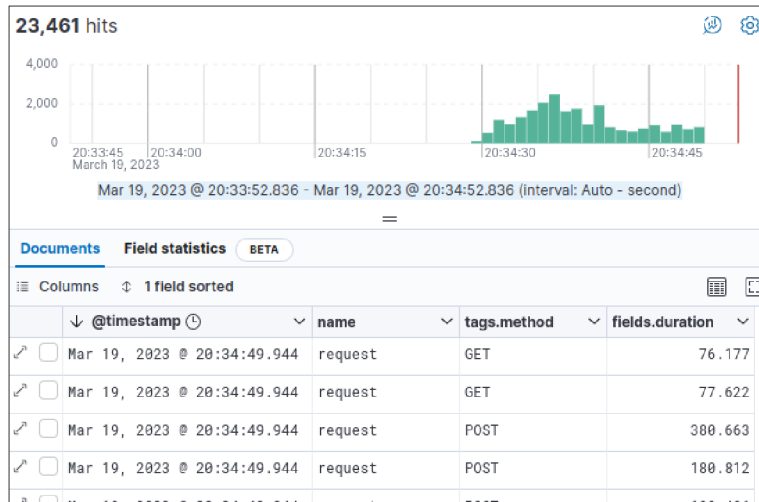 23,461 hits
4,000
2,000
0
20:33:45 20:34:00 20:34:15 20:34:30 20:34:45
March 19, 2023
Mar 19, 2023 @ 20:33:52.836 - Mar 19, 2023 @ 20:34:52.836 (interval: Auto - second)
Documents Field statistics BETA
Columns 1 field sorted
@timestamp name tags.method fields.duration
Mar 19, 2023 @ 20:34:49.944 request GET 76.177
Mar 19, 2023 @ 20:34:49.944 request GET 77.622
Mar 19, 2023 @ 20:34:49.944 request POST 380.663
Mar 19, 2023 @ 20:34:49.944 request POST 180.812